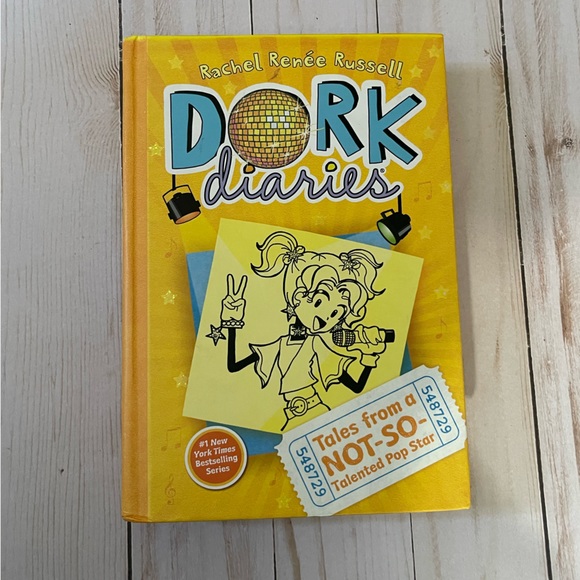 Rachel Renée Russell
DORK
diaries
548729
Tales from a
NOT-SO-
Talented Pop Star
548729
#1 New
York Times
Bestselling
Series